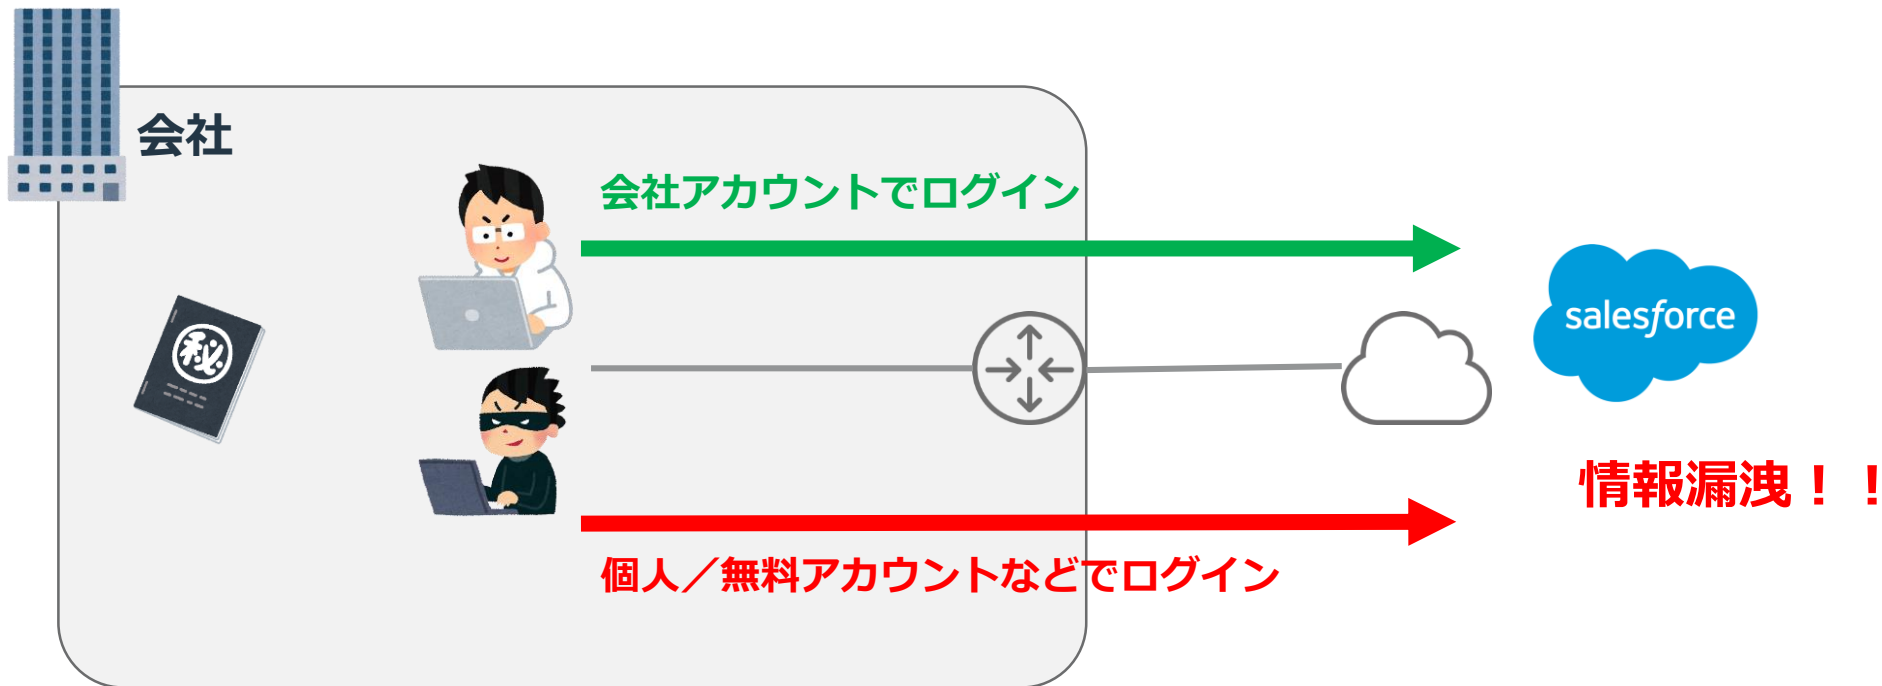 会社
会社アカウントでログイン
秘
salesforce
情報漏洩！！
個人／無料アカウントなどでログイン